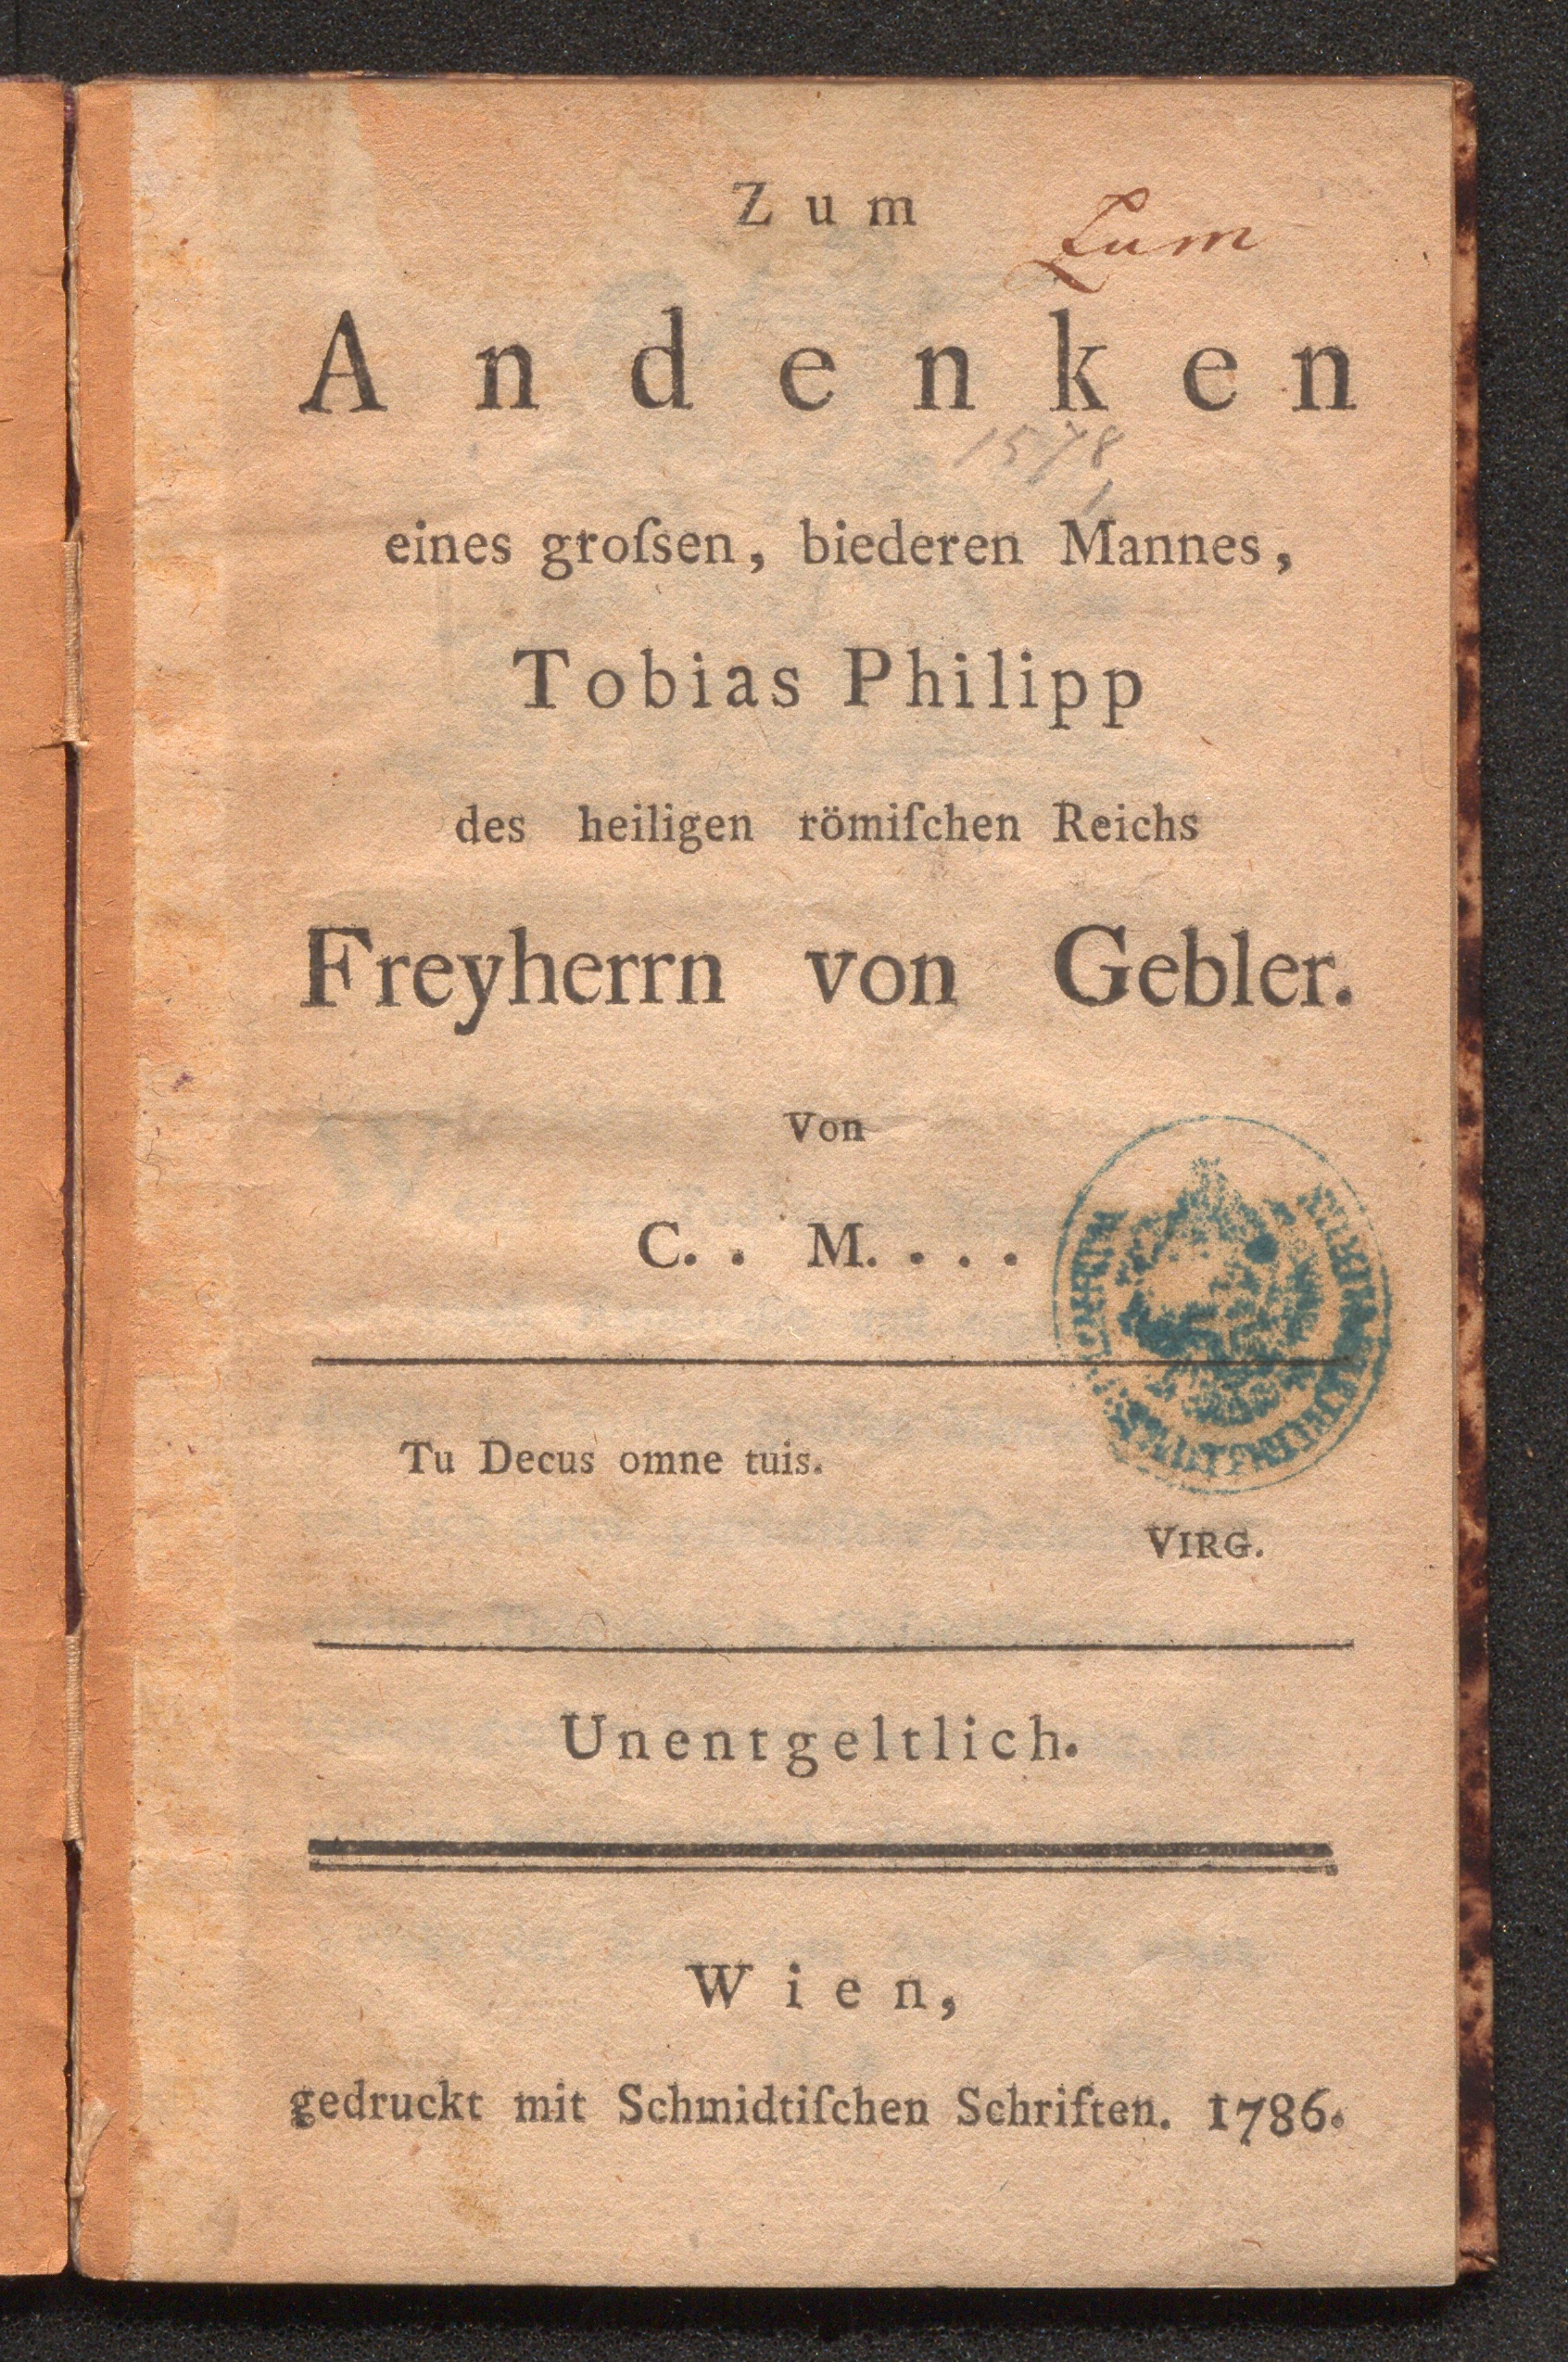 Zum
Zum
Andenken
1578
eines groſsen, biederen Mannes,
Tobias Philipp
des heiligen römiſchen Reichs
Freyherrn von Gebler.
Von
C. . M. . . .
Tu Decus omne tuis.
VIRG.
Unentgeltlich.
Wien,
gedruckt mit Schmidtiſchen Schriften. 1786.